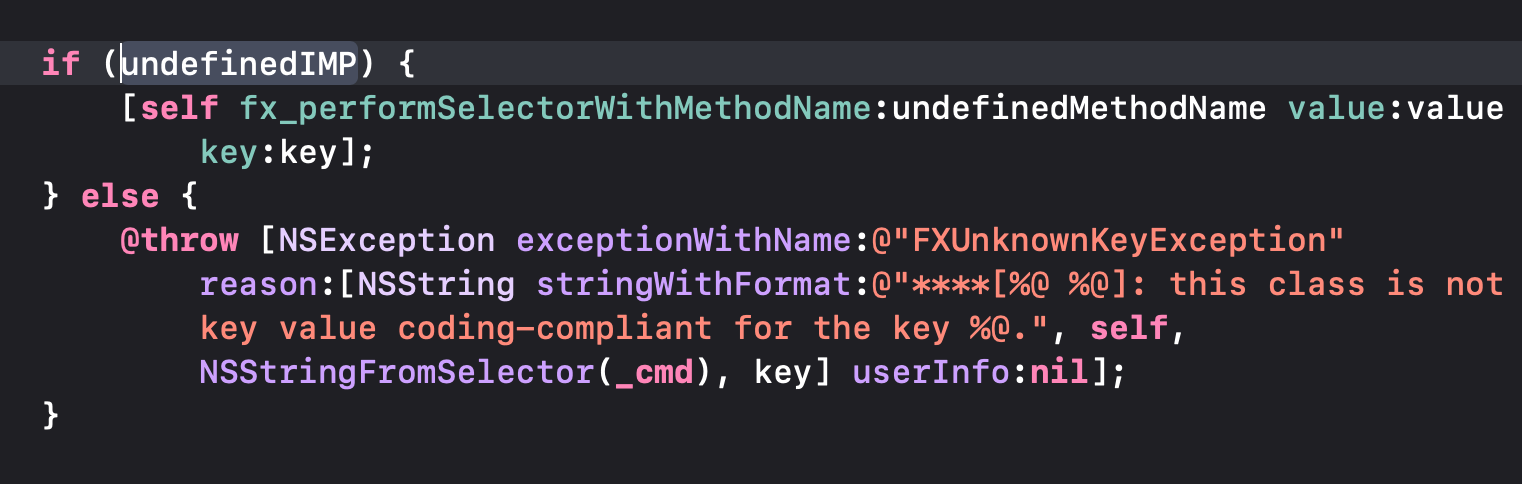 if (undefinedIMP) {
[self fx_performSelectorWithMethodName:undefinedMethodName value:value
key:key];
} else {
@throw [NSException exceptionWithName:@"FXUnknownKeyException"
reason:[NSString stringWithFormat:@"****[%@ %@]: this class is not
key value coding-compliant for the key %@.", self,
NSStringFromSelector(_cmd), key] userInfo:nil];
}